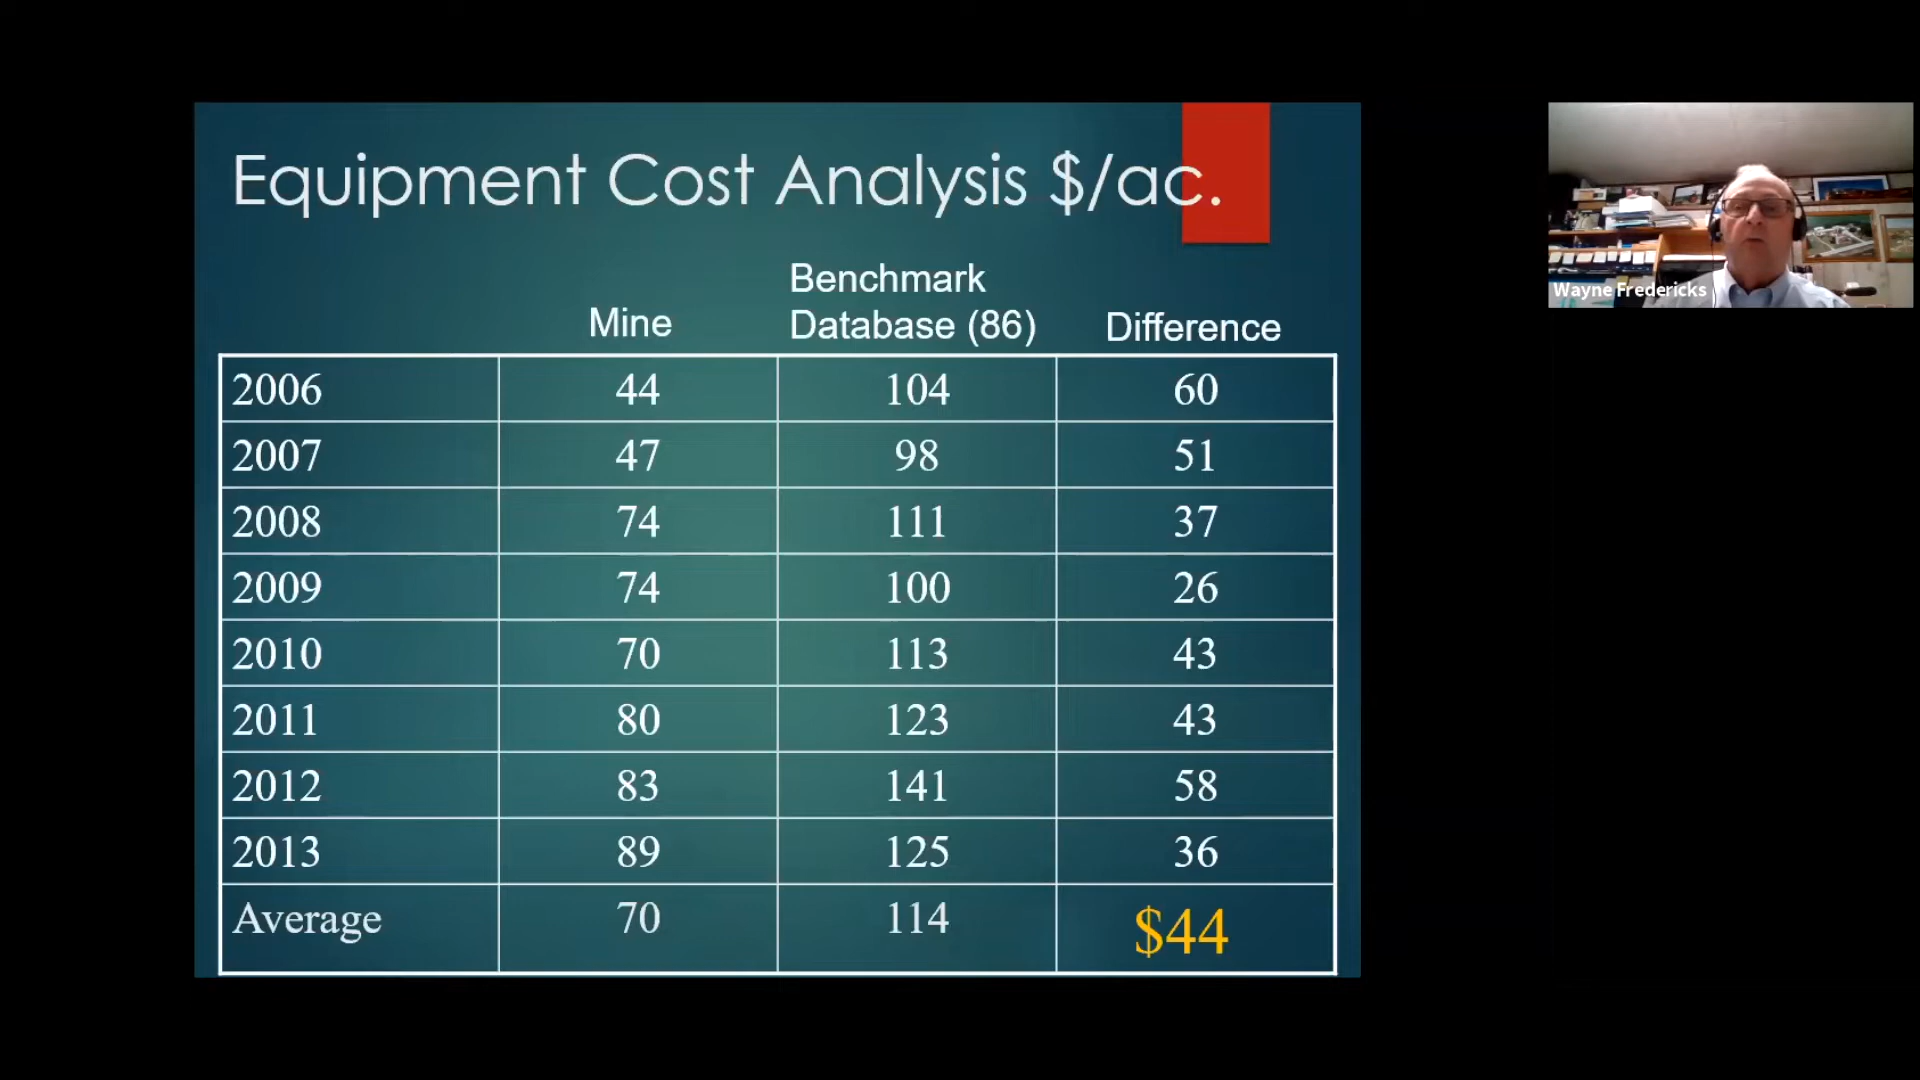 Equipment Cost Analysis $/ac.
Mine
Benchmark
Database (86)
Difference
2006 44 104 60
2007 47 98 51
2008 74 111 37
2009 74 100 26
2010 70 113 43
2011 80 123 43
2012 83 141 58
2013 89 125 36
Average 70 114 $44
Wayne Fredericks